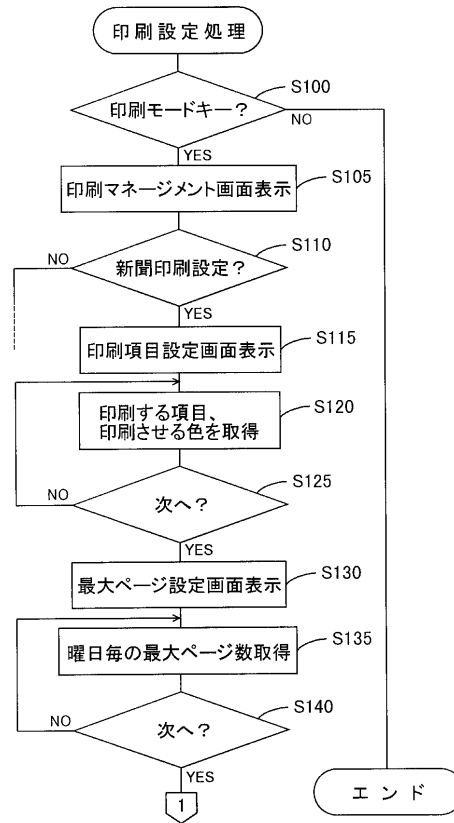 印刷設定処理
S100
印刷モードキー?
NO
YES
S105
印刷マネージメント画面表示
S110
NO
新聞印刷設定?
YES
S115
印刷項目設定画面表示
S120
印刷する項目、
印刷させる色を取得
S125
NO
次へ?
YES
S130
最大ページ設定画面表示
S135
曜日毎の最大ページ数取得
S140
NO
次へ?
YES
1
エンド